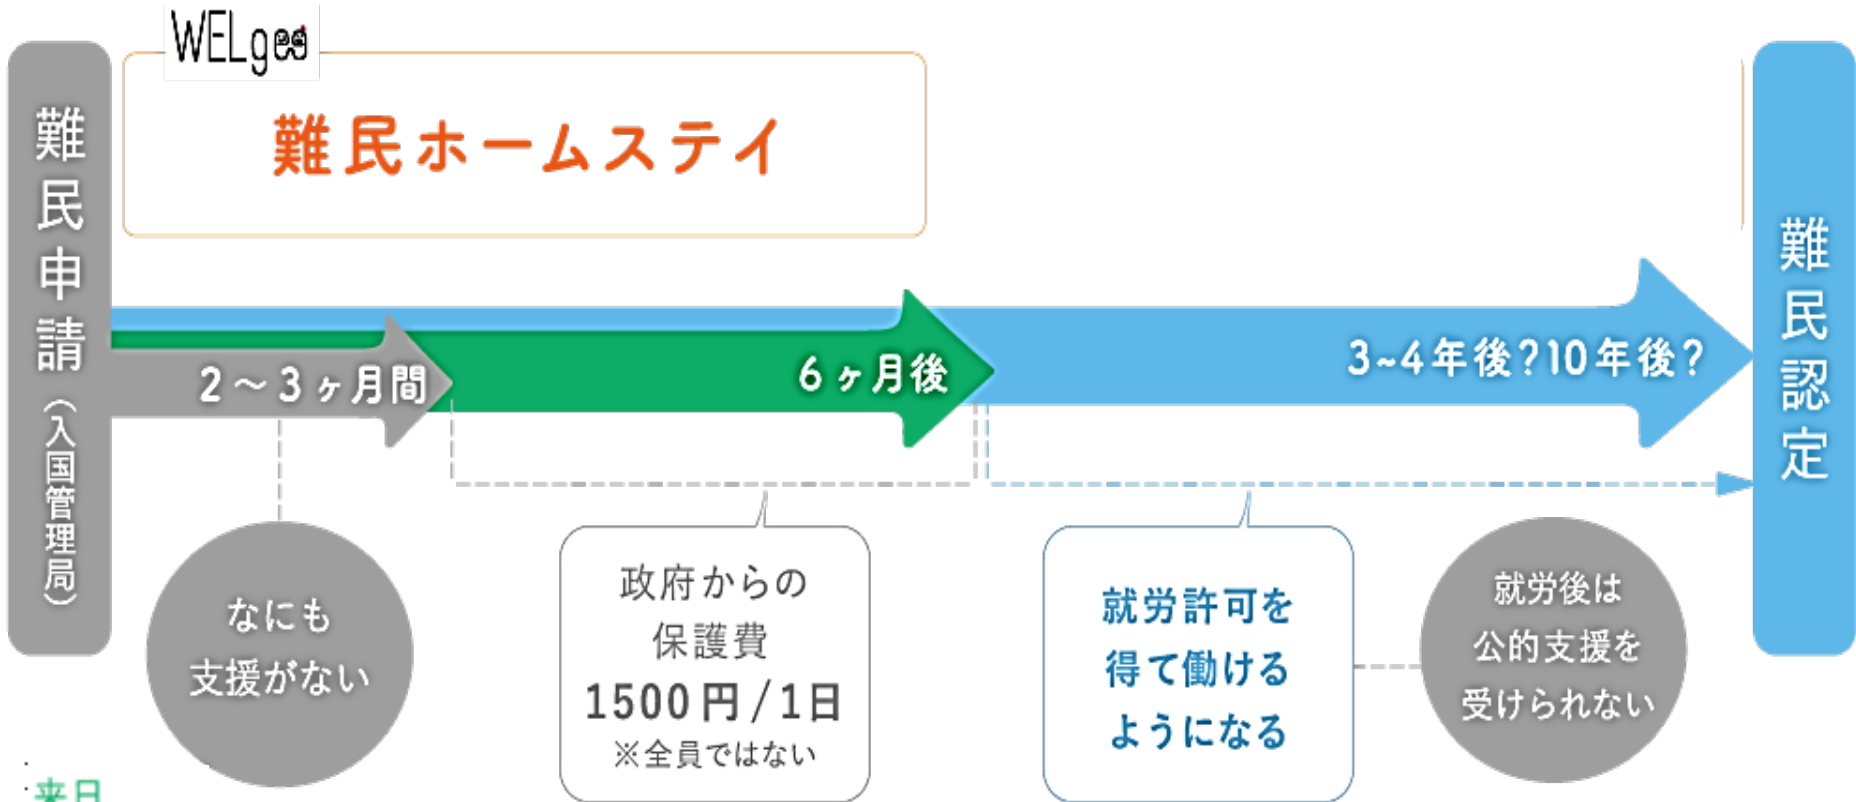 WELgee
難民ホームステイ
難民申請（入国管理局）
2～3ヶ月間
6ヶ月後
3~4年後?10年後?
難民認定
なにも
支援がない
政府からの
保護費
1500円/1日
※全員ではない
就労許可を
得て働ける
ようになる
就労後は
公的支援を
受けられない
来日